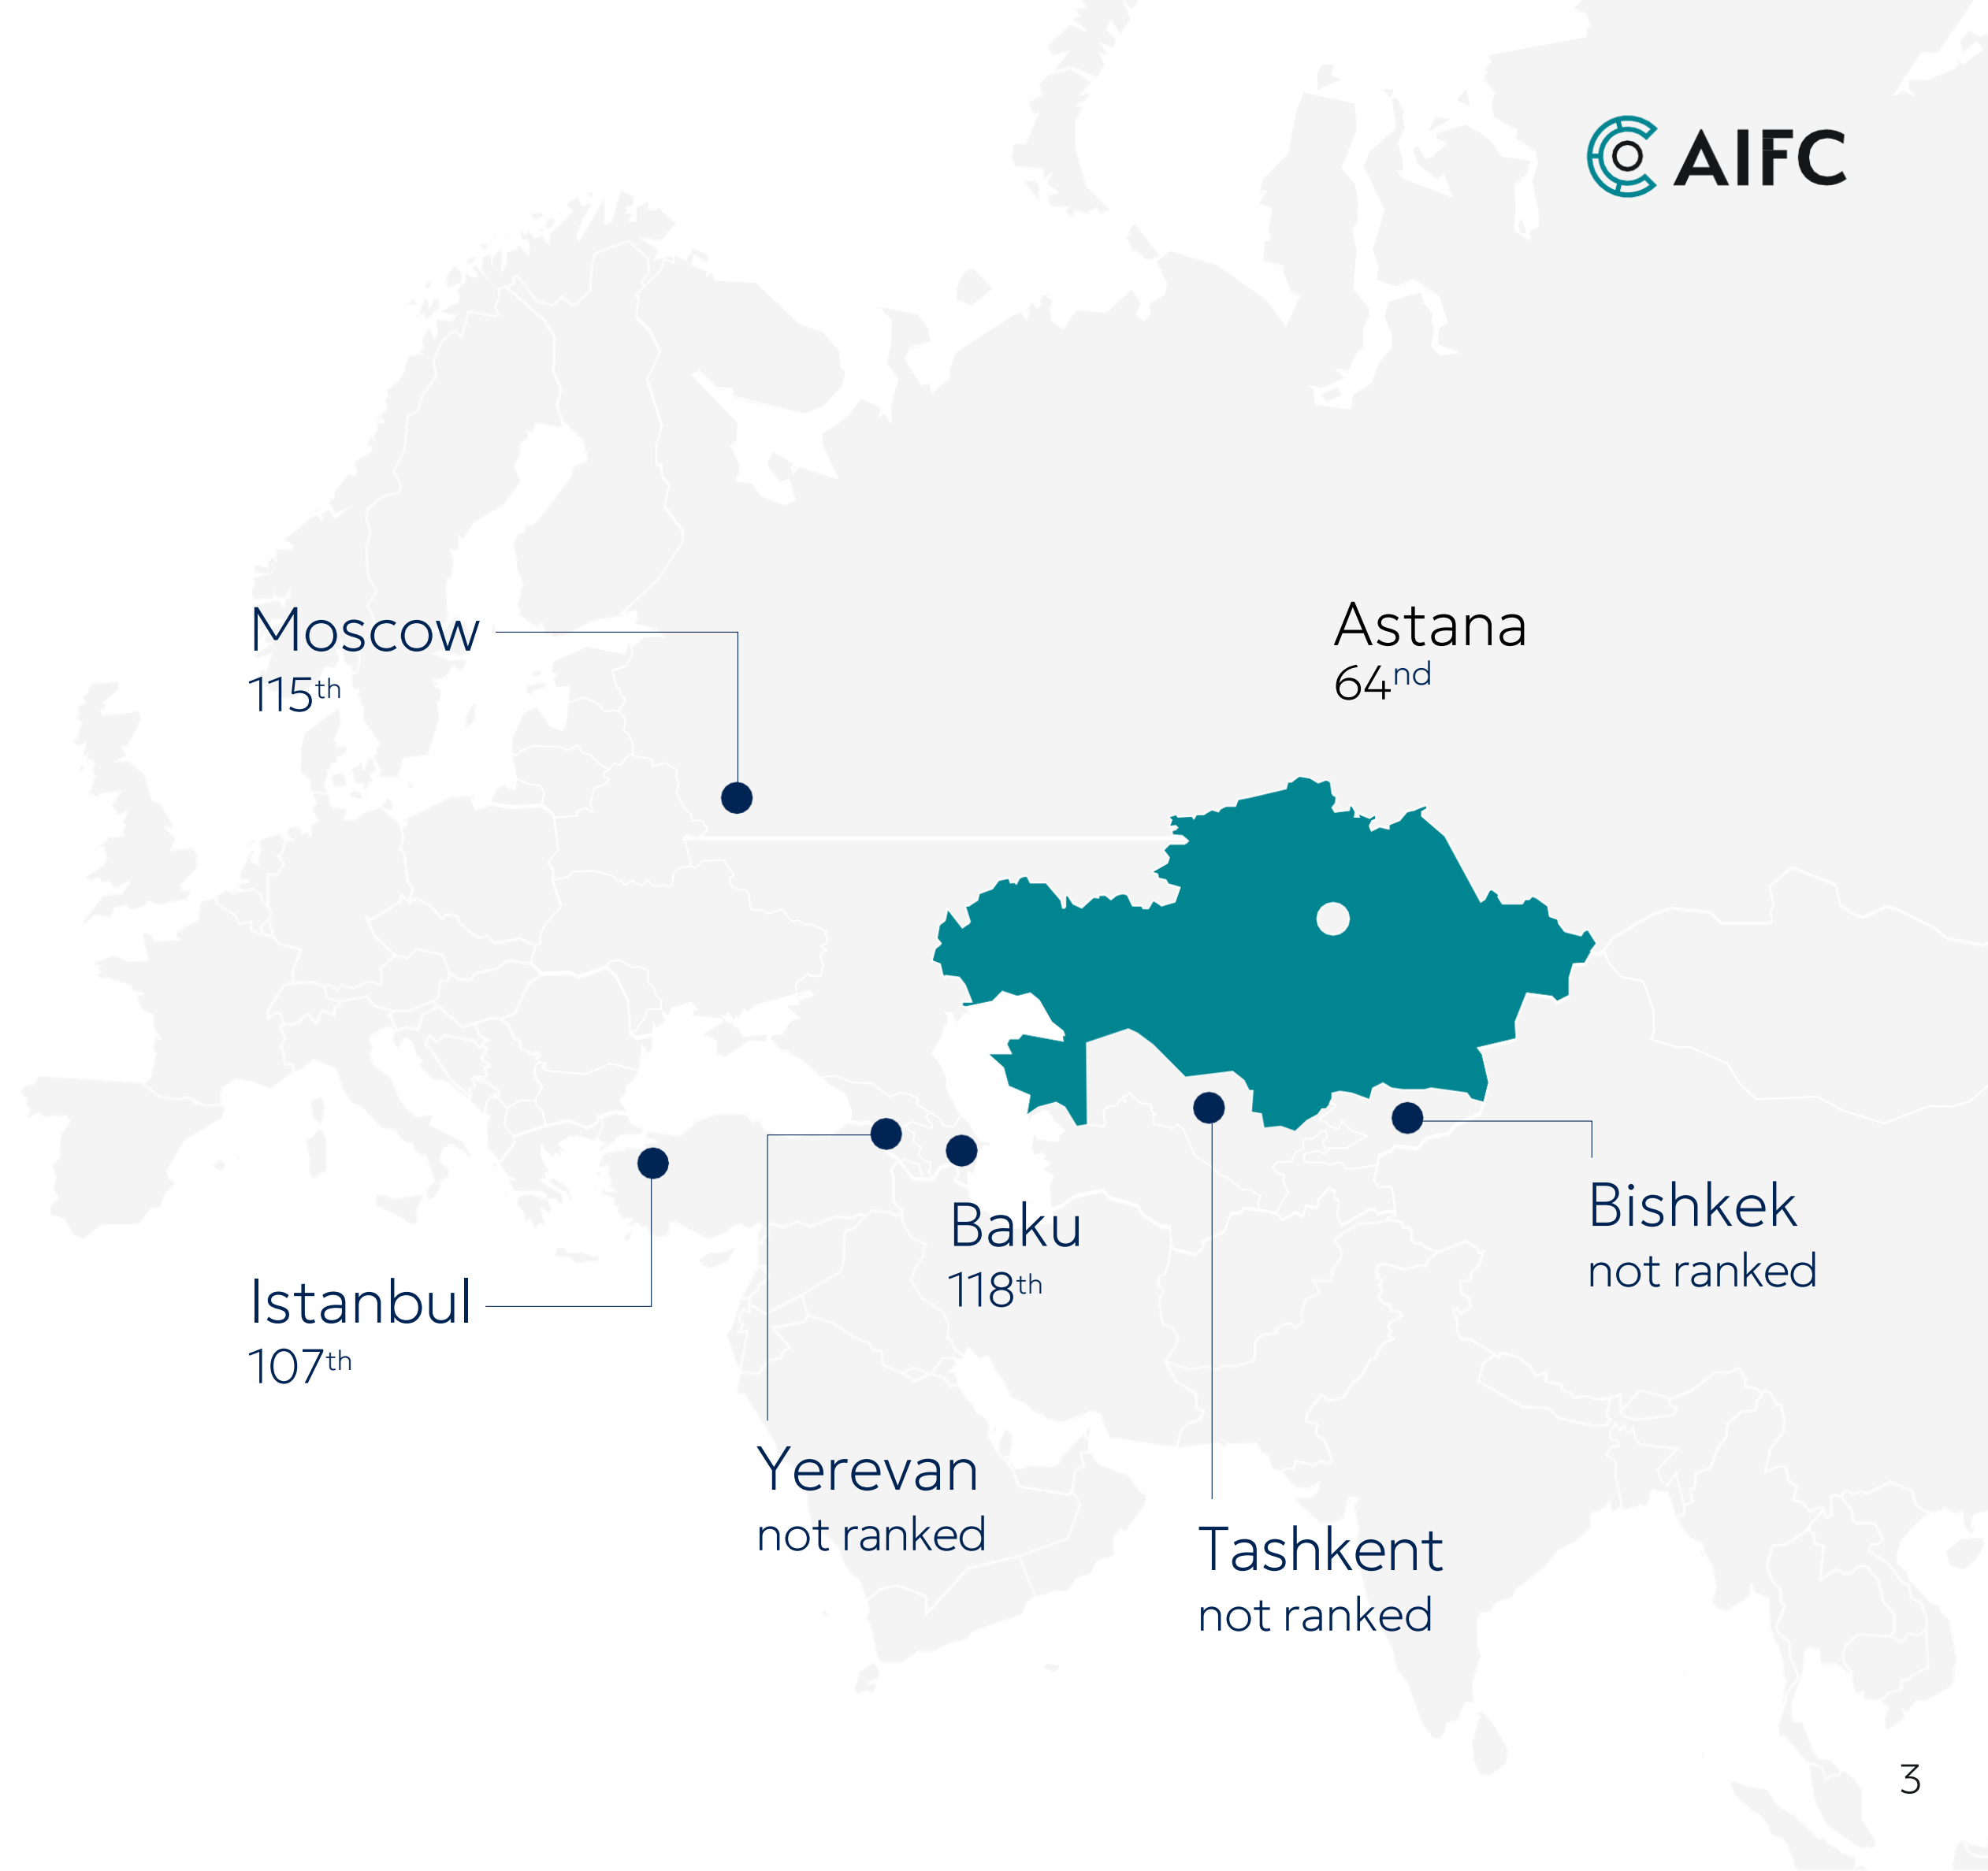 AIFC
Moscow
115th
Astana
64nd
Bishkek
not ranked
Baku
118th
Istanbul
107th
Yerevan
not ranked
Tashkent
not ranked
3